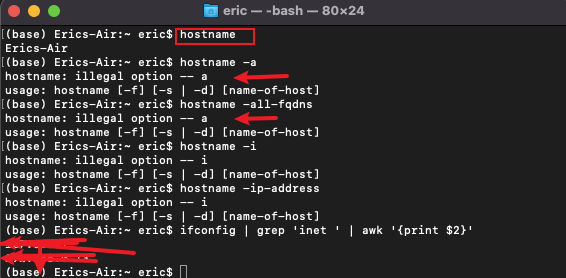 eric — -bash — 80×24
[(base) Erics-Air:~ eric$ hostname
Erics-Air
[(base) Erics-Air:~ eric$ hostname -a
hostname: illegal option -- a
usage: hostname [-f] [-s | -d] [name-of-host]
[(base) Erics-Air:~ eric$ hostname -all-fqdns
hostname: illegal option -- a
usage: hostname [-f] [-s | -d] [name-of-host]
[(base) Erics-Air:~ eric$ hostname -i
hostname: illegal option -- i
usage: hostname [-f] [-s | -d] [name-of-host]
[(base) Erics-Air:~ eric$ hostname -ip-address
hostname: illegal option -- i
usage: hostname [-f] [-s | -d] [name-of-host]
[(base) Erics-Air:~ eric$ ifconfig | grep 'inet ' | awk '{print $2}'
(base) Erics-Air:~ eric$